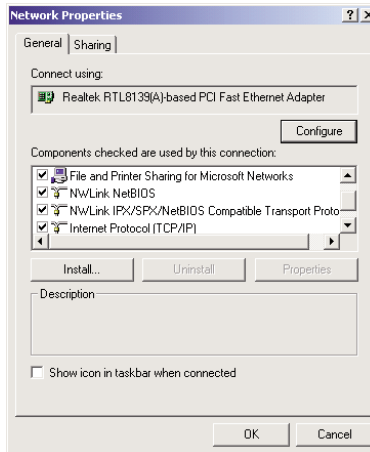 Network Properties
General Sharing
Connect using:
Realtek RTL8139(A)-based PCI Fast Ethernet Adapter
Configure
Components checked are used by this connection:
File and Printer Sharing for Microsoft Networks
NWLink NetBIOS
NWLink IPX/SPX/NetBIOS Compatible Transport Proto
Internet Protocol (TCP/IP)
Install... Uninstall Properties
Description
Show icon in taskbar when connected
OK Cancel